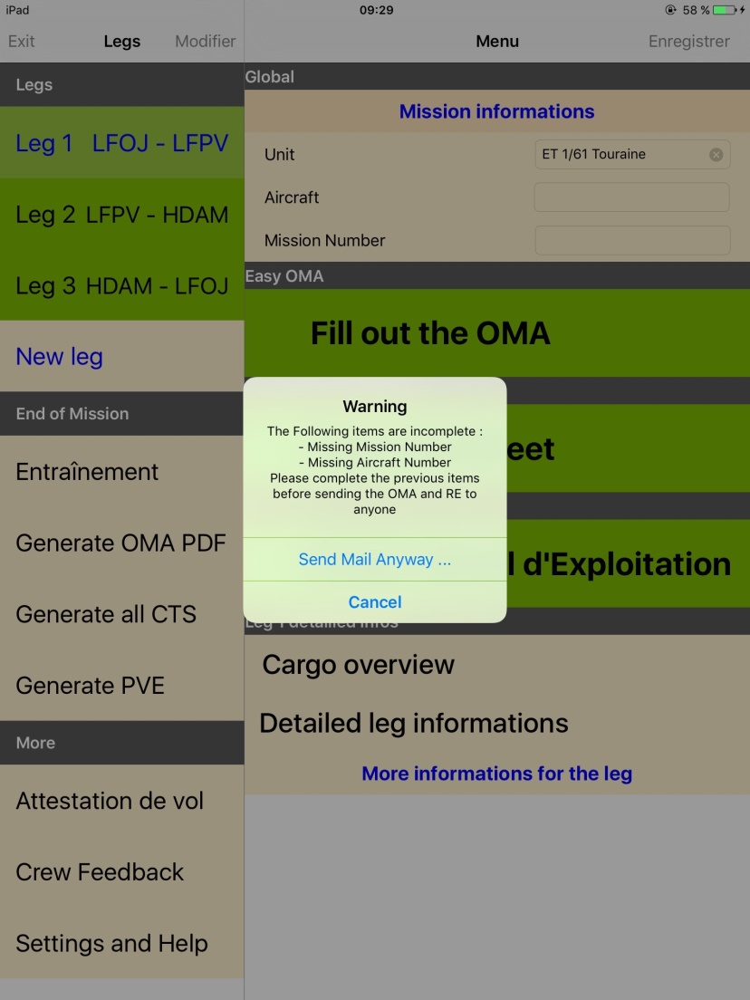 iPad
09:29
58 %
Exit
Legs
Modifier
Menu
Enregistrer
Legs
Leg 1 LFOJ - LFPV
Leg 2 LFPV - HDAM
Leg 3 HDAM - LFOJ
New leg
End of Mission
Entraînement
Generate OMA PDF
Generate all CTS
Generate PVE
More
Attestation de vol
Crew Feedback
Settings and Help
Global
Mission informations
Unit
ET 1/61 Touraine
Aircraft
Mission Number
Easy OMA
Fill out the OMA
eet
l d'Exploitation
Warning
The Following items are incomplete :
- Missing Mission Number
- Missing Aircraft Number
Please complete the previous items
before sending the OMA and RE to
anyone
Send Mail Anyway ...
Cancel
Leg 1 detailled infos
Cargo overview
Detailed leg informations
More informations for the leg